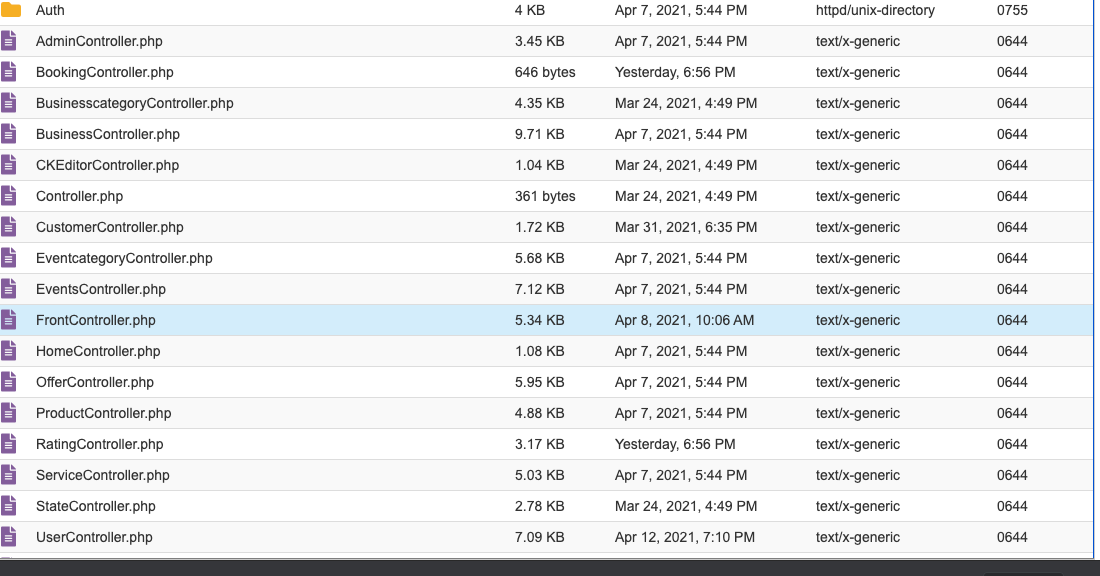 Auth 4 KB Apr 7, 2021, 5:44 PM httpd/unix-directory 0755
AdminController.php 3.45 KB Apr 7, 2021, 5:44 PM text/x-generic 0644
BookingController.php 646 bytes Yesterday, 6:56 PM text/x-generic 0644
BusinesscategoryController.php 4.35 KB Mar 24, 2021, 4:49 PM text/x-generic 0644
BusinessController.php 9.71 KB Apr 7, 2021, 5:44 PM text/x-generic 0644
CKEditorController.php 1.04 KB Mar 24, 2021, 4:49 PM text/x-generic 0644
Controller.php 361 bytes Mar 24, 2021, 4:49 PM text/x-generic 0644
CustomerController.php 1.72 KB Mar 31, 2021, 6:35 PM text/x-generic 0644
EventcategoryController.php 5.68 KB Apr 7, 2021, 5:44 PM text/x-generic 0644
EventsController.php 7.12 KB Apr 7, 2021, 5:44 PM text/x-generic 0644
FrontController.php 5.34 KB Apr 8, 2021, 10:06 AM text/x-generic 0644
HomeController.php 1.08 KB Apr 7, 2021, 5:44 PM text/x-generic 0644
OfferController.php 5.95 KB Apr 7, 2021, 5:44 PM text/x-generic 0644
ProductController.php 4.88 KB Apr 7, 2021, 5:44 PM text/x-generic 0644
RatingController.php 3.17 KB Yesterday, 6:56 PM text/x-generic 0644
ServiceController.php 5.03 KB Apr 7, 2021, 5:44 PM text/x-generic 0644
StateController.php 2.78 KB Mar 24, 2021, 4:49 PM text/x-generic 0644
UserController.php 7.09 KB Apr 12, 2021, 7:10 PM text/x-generic 0644